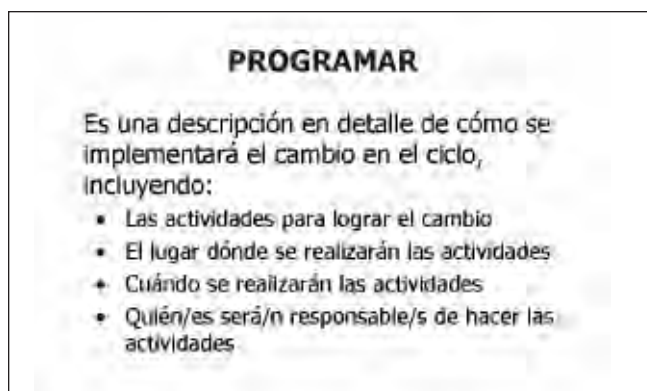 PROGRAMAR
Es una descripción en detalle de cómo se
implementará el cambio en el ciclo,
incluyendo:
• Las actividades para lograr el cambio
• El lugar dónde se realizarán las actividades
• Cuándo se realizarán las actividades
• Quién/es será/n responsable/s de hacer las
actividades